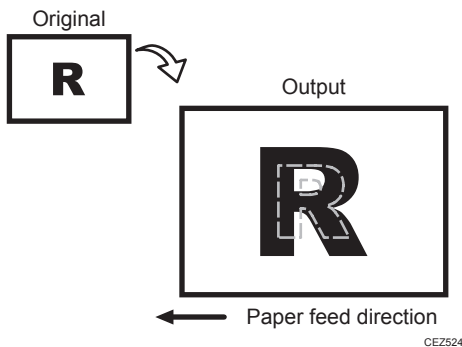 Original
R
Output
R
Paper feed direction
CEZ524